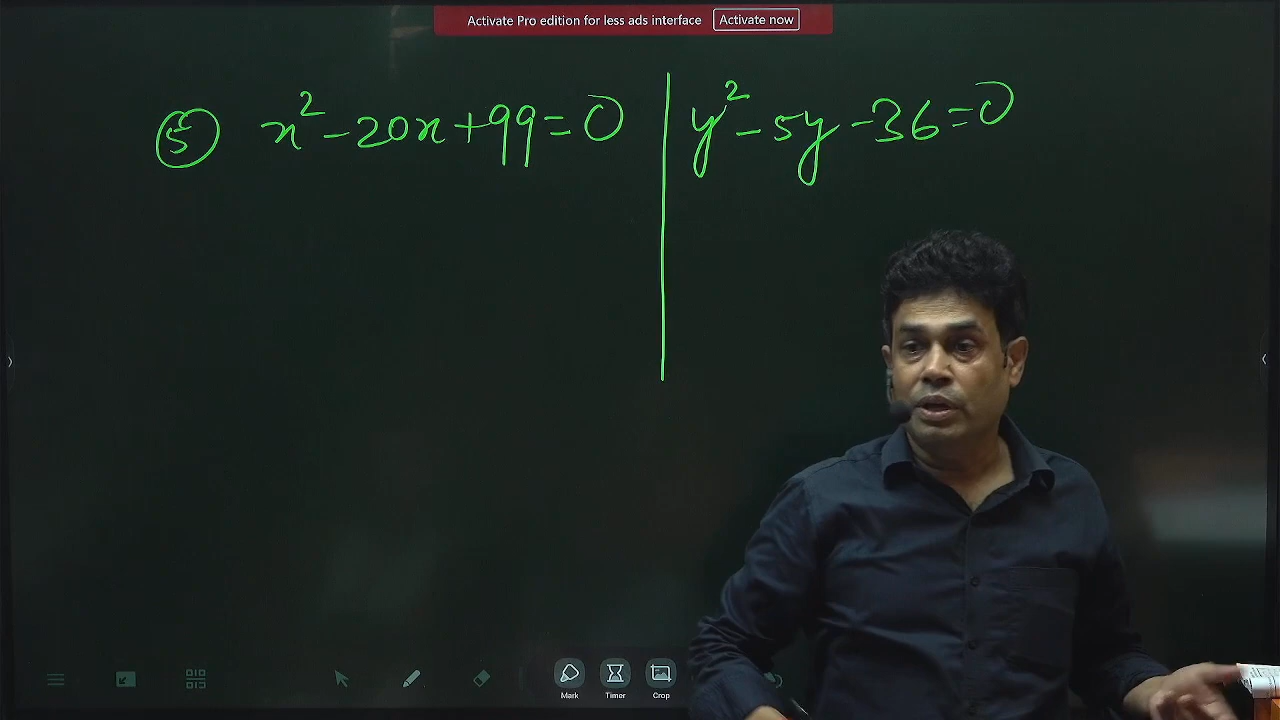 Activate Pro edition for less ads interface Activate now
⑤ x² - 20x + 99 = 0 | y² - 5y - 36 = 0
Mark Timer Crop